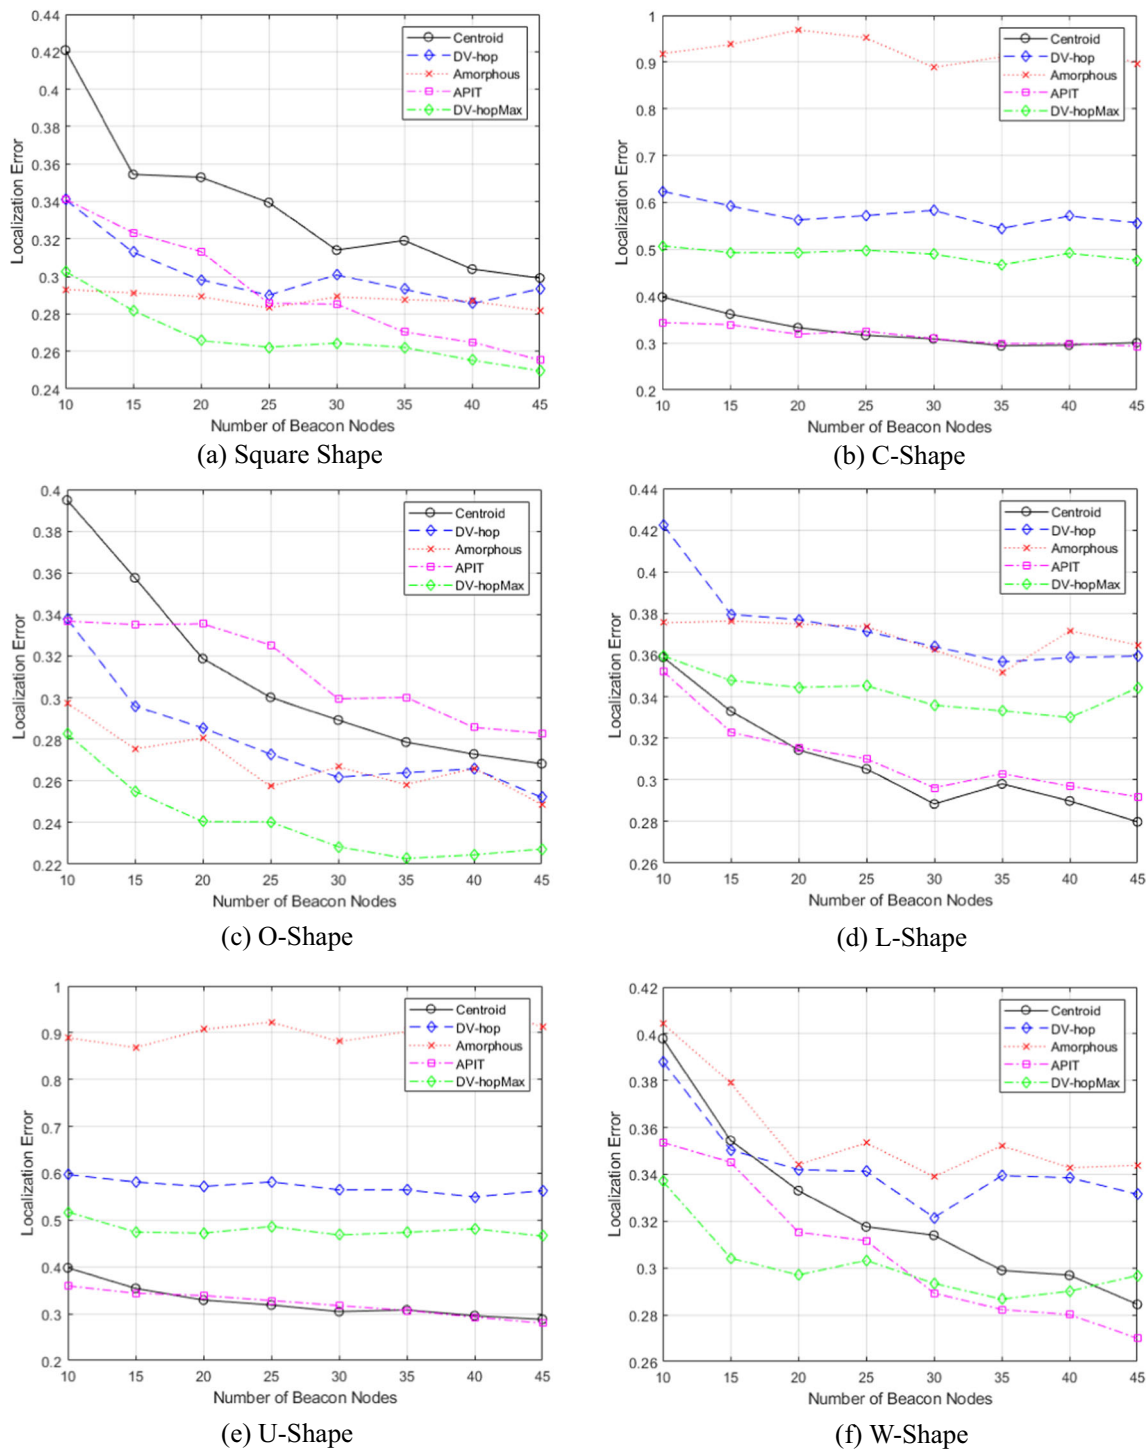 0.44
0.42
0.4
0.38
0.36
0.34
0.32
0.3
0.28
0.26
0.24
Localization Error
10 15 20 25 30 35 40 45
Number of Beacon Nodes
Centroid
DV-hop
Amorphous
APIT
DV-hopMax
(a) Square Shape
1
0.9
0.8
0.7
0.6
0.5
0.4
0.3
0.2
Localization Error
10 15 20 25 30 35 40 45
Number of Beacon Nodes
Centroid
DV-hop
Amorphous
APIT
DV-hopMax
(b) C-Shape
0.4
0.38
0.36
0.34
0.32
0.3
0.28
0.26
0.24
0.22
Localization Error
10 15 20 25 30 35 40 45
Number of Beacon Nodes
Centroid
DV-hop
Amorphous
APIT
DV-hopMax
(c) O-Shape
0.44
0.42
0.4
0.38
0.36
0.34
0.32
0.3
0.28
0.26
Localization Error
10 15 20 25 30 35 40 45
Number of Beacon Nodes
Centroid
DV-hop
Amorphous
APIT
DV-hopMax
(d) L-Shape
1
0.9
0.8
0.7
0.6
0.5
0.4
0.3
0.2
Localization Error
10 15 20 25 30 35 40 45
Number of Beacon Nodes
Centroid
DV-hop
Amorphous
APIT
DV-hopMax
(e) U-Shape
0.42
0.4
0.38
0.36
0.34
0.32
0.3
0.28
0.26
Localization Error
10 15 20 25 30 35 40 45
Number of Beacon Nodes
Centroid
DV-hop
Amorphous
APIT
DV-hopMax
(f) W-Shape